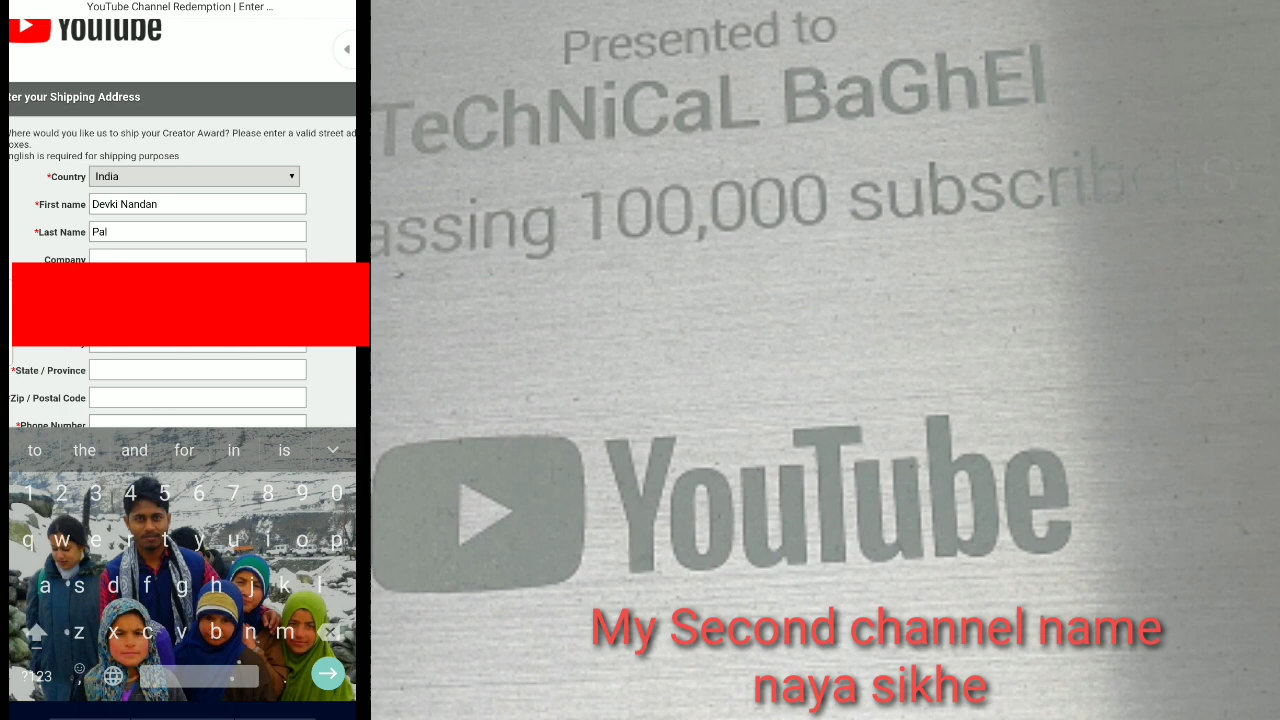 YouTube Channel Redemption | Enter ...
YouTube
ter your Shipping Address
here would you like us to ship your Creator Award? Please enter a valid street ad
oxes.
nglish is required for shipping purposes
*Country India
*First name Devki Nandan
*Last Name Pal
Company
*State / Province
Zip / Postal Code
*Phone Number
to the and for in is
1 2 3 4 5 6 7 8 9 0
q w e r t y u i o p
a s d f g h j k l
z x c v b n m
?123 , .
Presented to
TeChNiCaL BaGhEl
assing 100,000 subscribers
YouTube
My Second channel name
naya sikhe